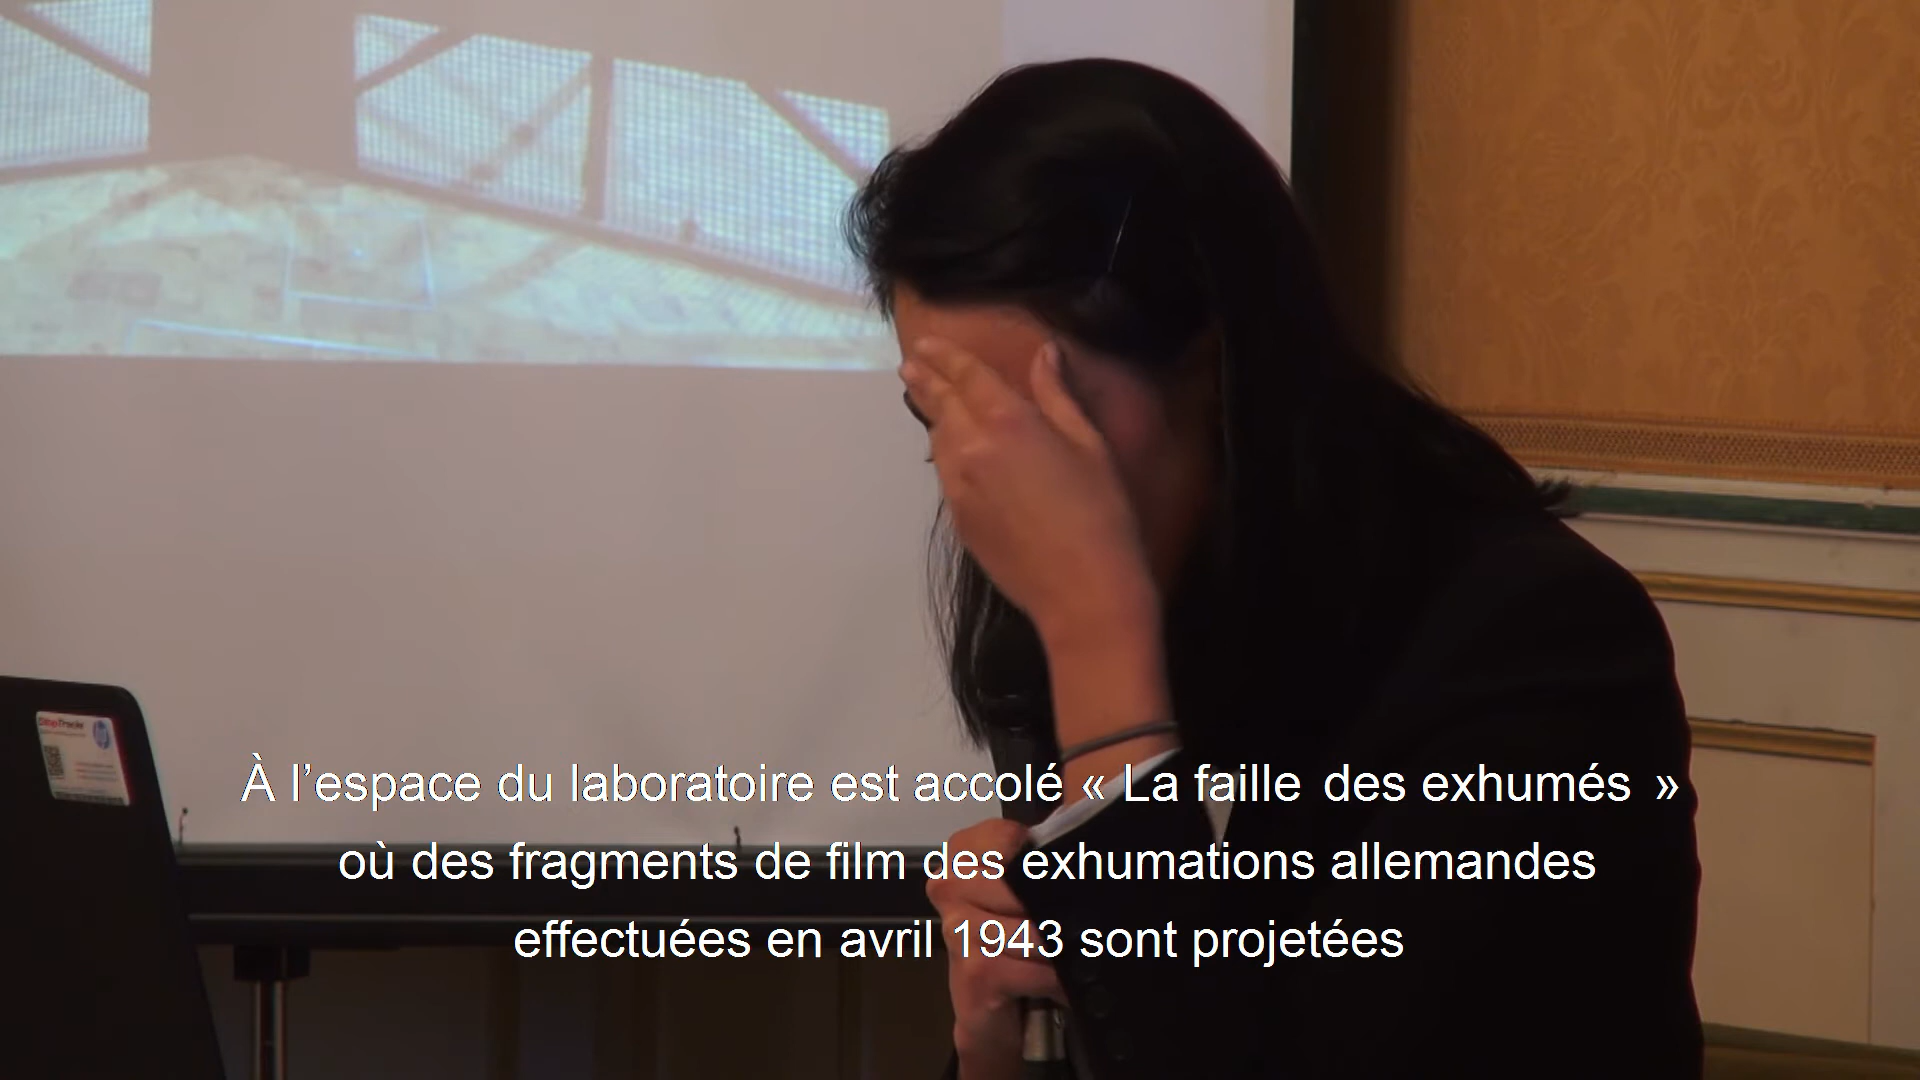 À l’espace du laboratoire est accolé « La faille des exhumés »
où des fragments de film des exhumations allemandes
effectuées en avril 1943 sont projetées